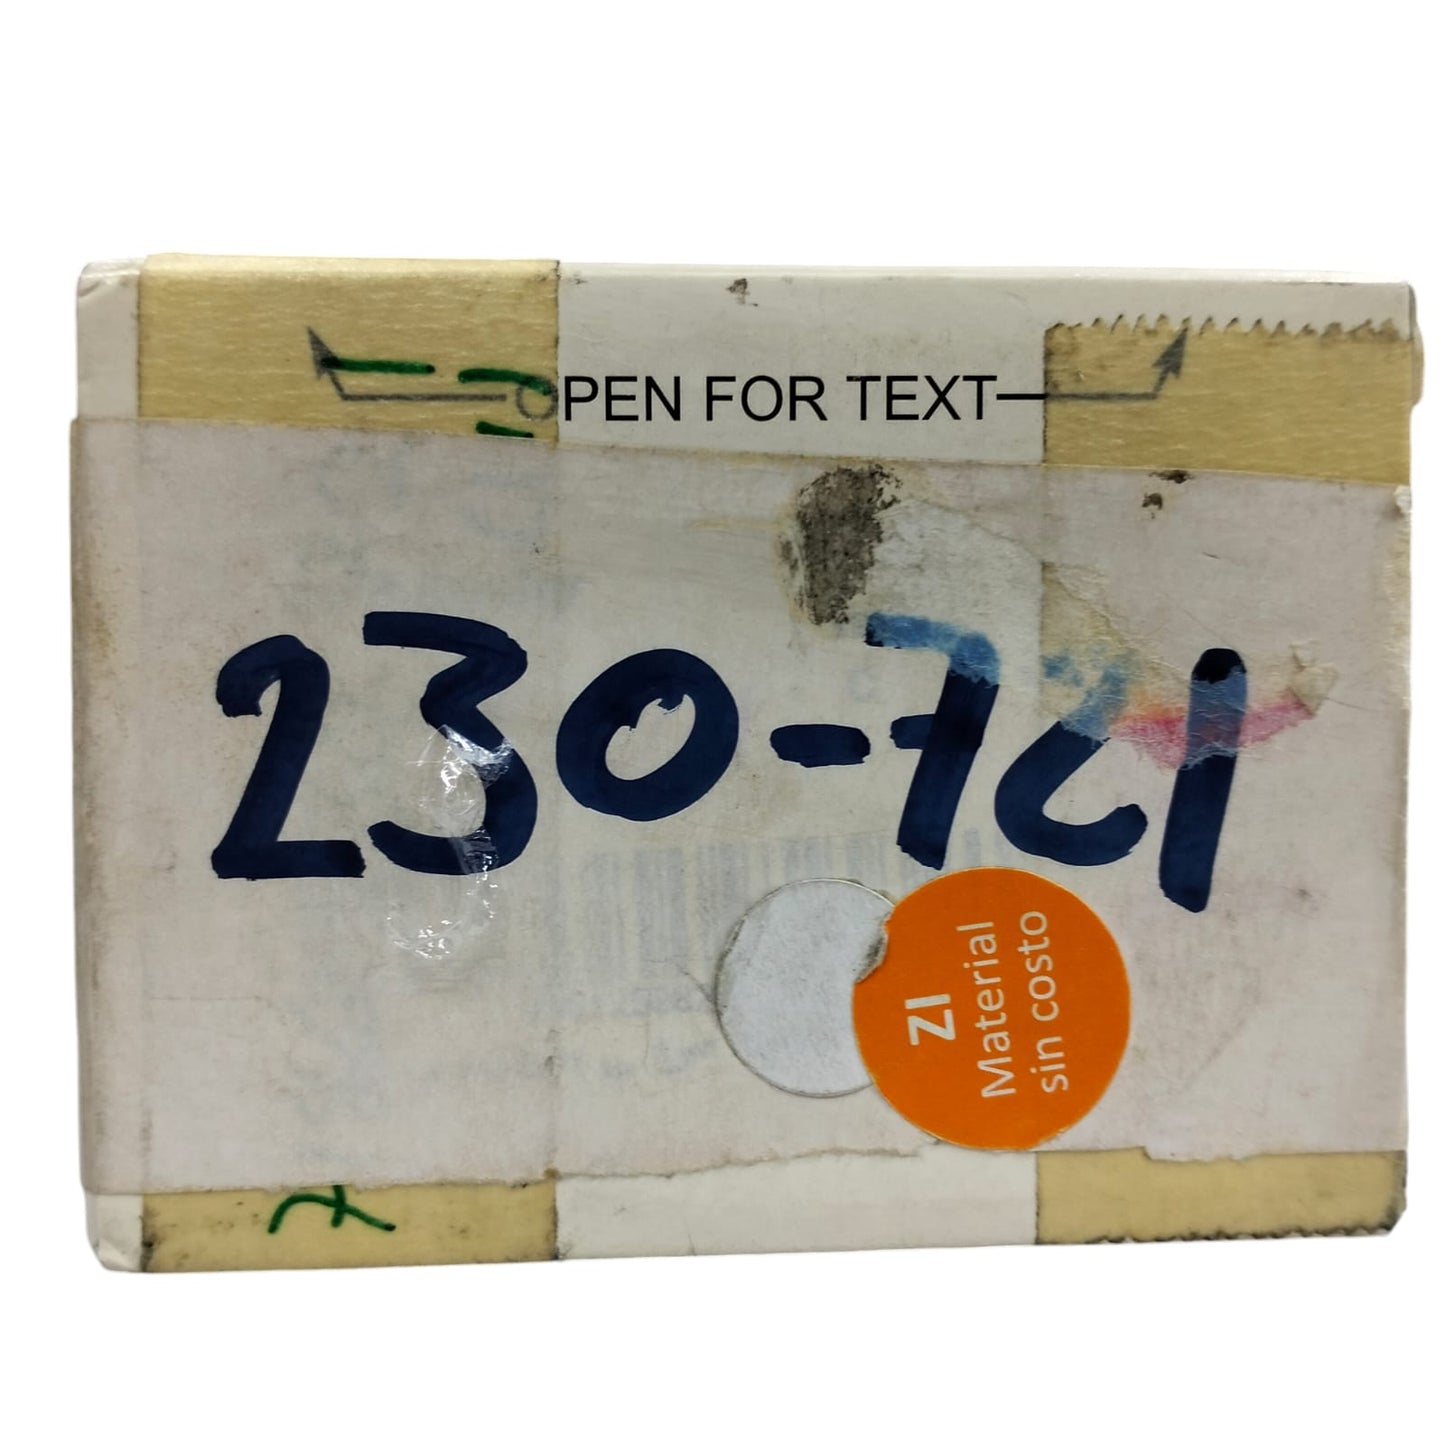 OPEN FOR TEXT
230-721
ZI
Material
sin costo